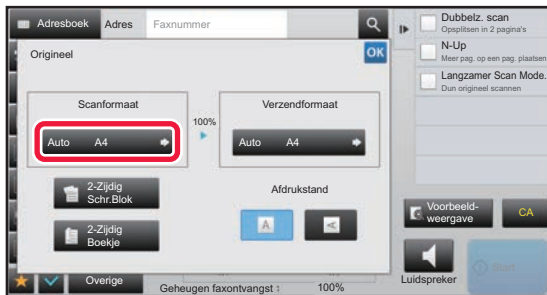 Adresboek Adres Faxnummer
Origineel
OK
Scanformaat
100%
Verzendformaat
Auto A4
Auto A4
2-Zijdig
Schr.Blok
2-Zijdig
Boekje
Afdrukstand
A
A
Overige
Geheugen faxontvangst : 100%
Dubbelz. scan
Opsplitsen in 2 pagina's
N-Up
Meer pag. op een pag. plaatsen
Langzamer Scan Mode.
Dun origineel scannen
Voorbeeld-
weergave
CA
Luidspreker
Start